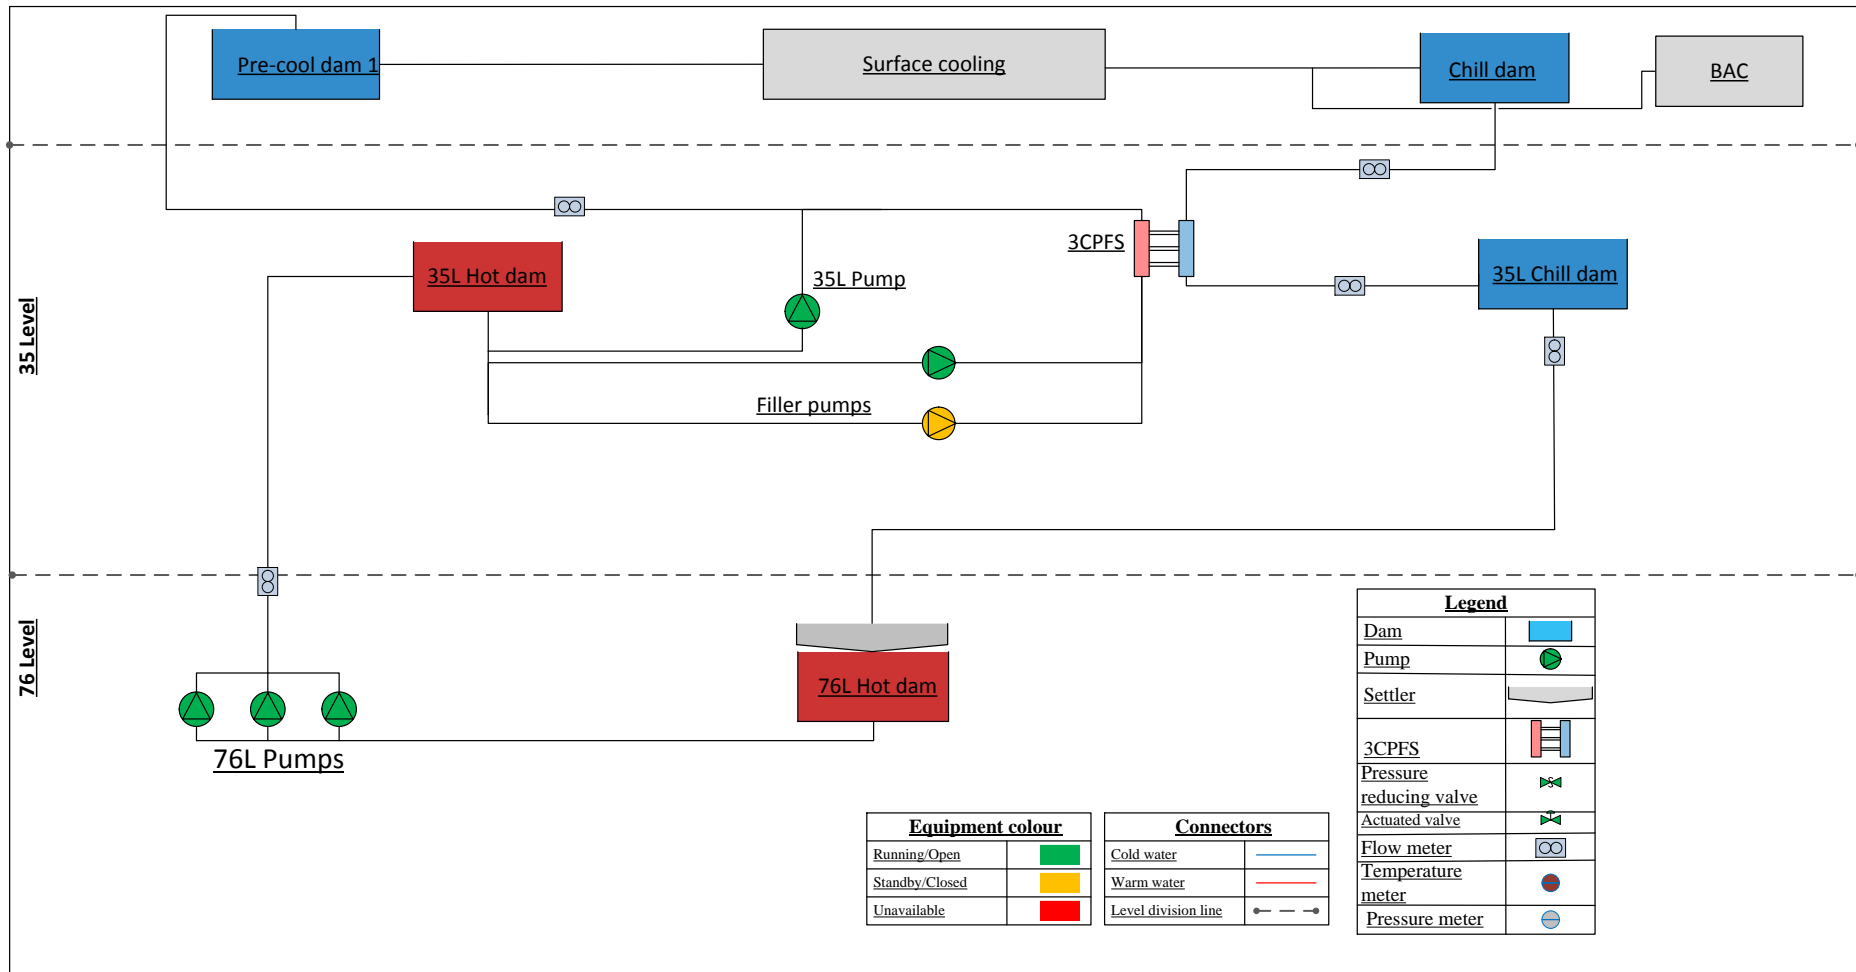 Pre-cool dam 1
Surface cooling
Chill dam
BAC
3CPFS
35L Hot dam
35L Pump
35L Chill dam
35 Level
Filler pumps
76 Level
76L Hot dam
76L Pumps
Legend
Dam
Pump
Settler
3CPFS
Pressure
reducing valve
Actuated valve
Flow meter
Temperature
meter
Pressure meter
Equipment colour
Running/Open
Standby/Closed
Unavailable
Connectors
Cold water
Warm water
Level division line
S